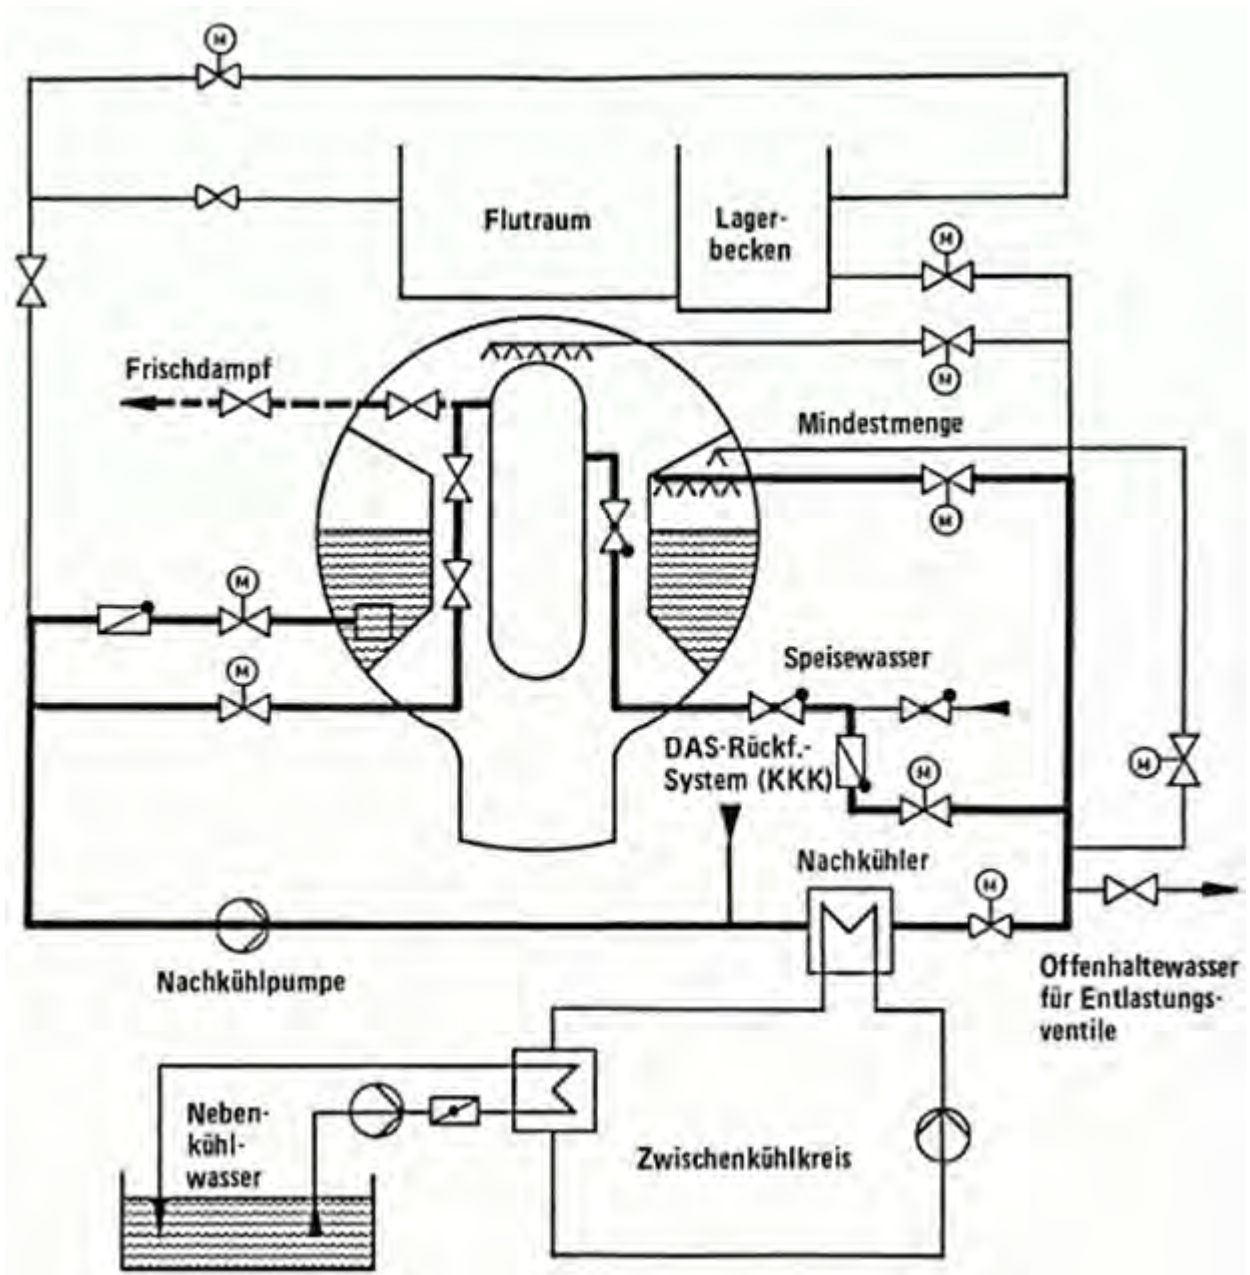 M
Flutraum
Lager-
becken
M
Frischdampf
M
Mindestmenge
M
M
M
Speisewasser
DAS-Rückf.-
System (KKK)
M
M
Nachkühler
M
Nachkühlpumpe
Offenhaltewasser
für Entlastungs-
ventile
Neben-
kühl-
wasser
Zwischenkühlkreis